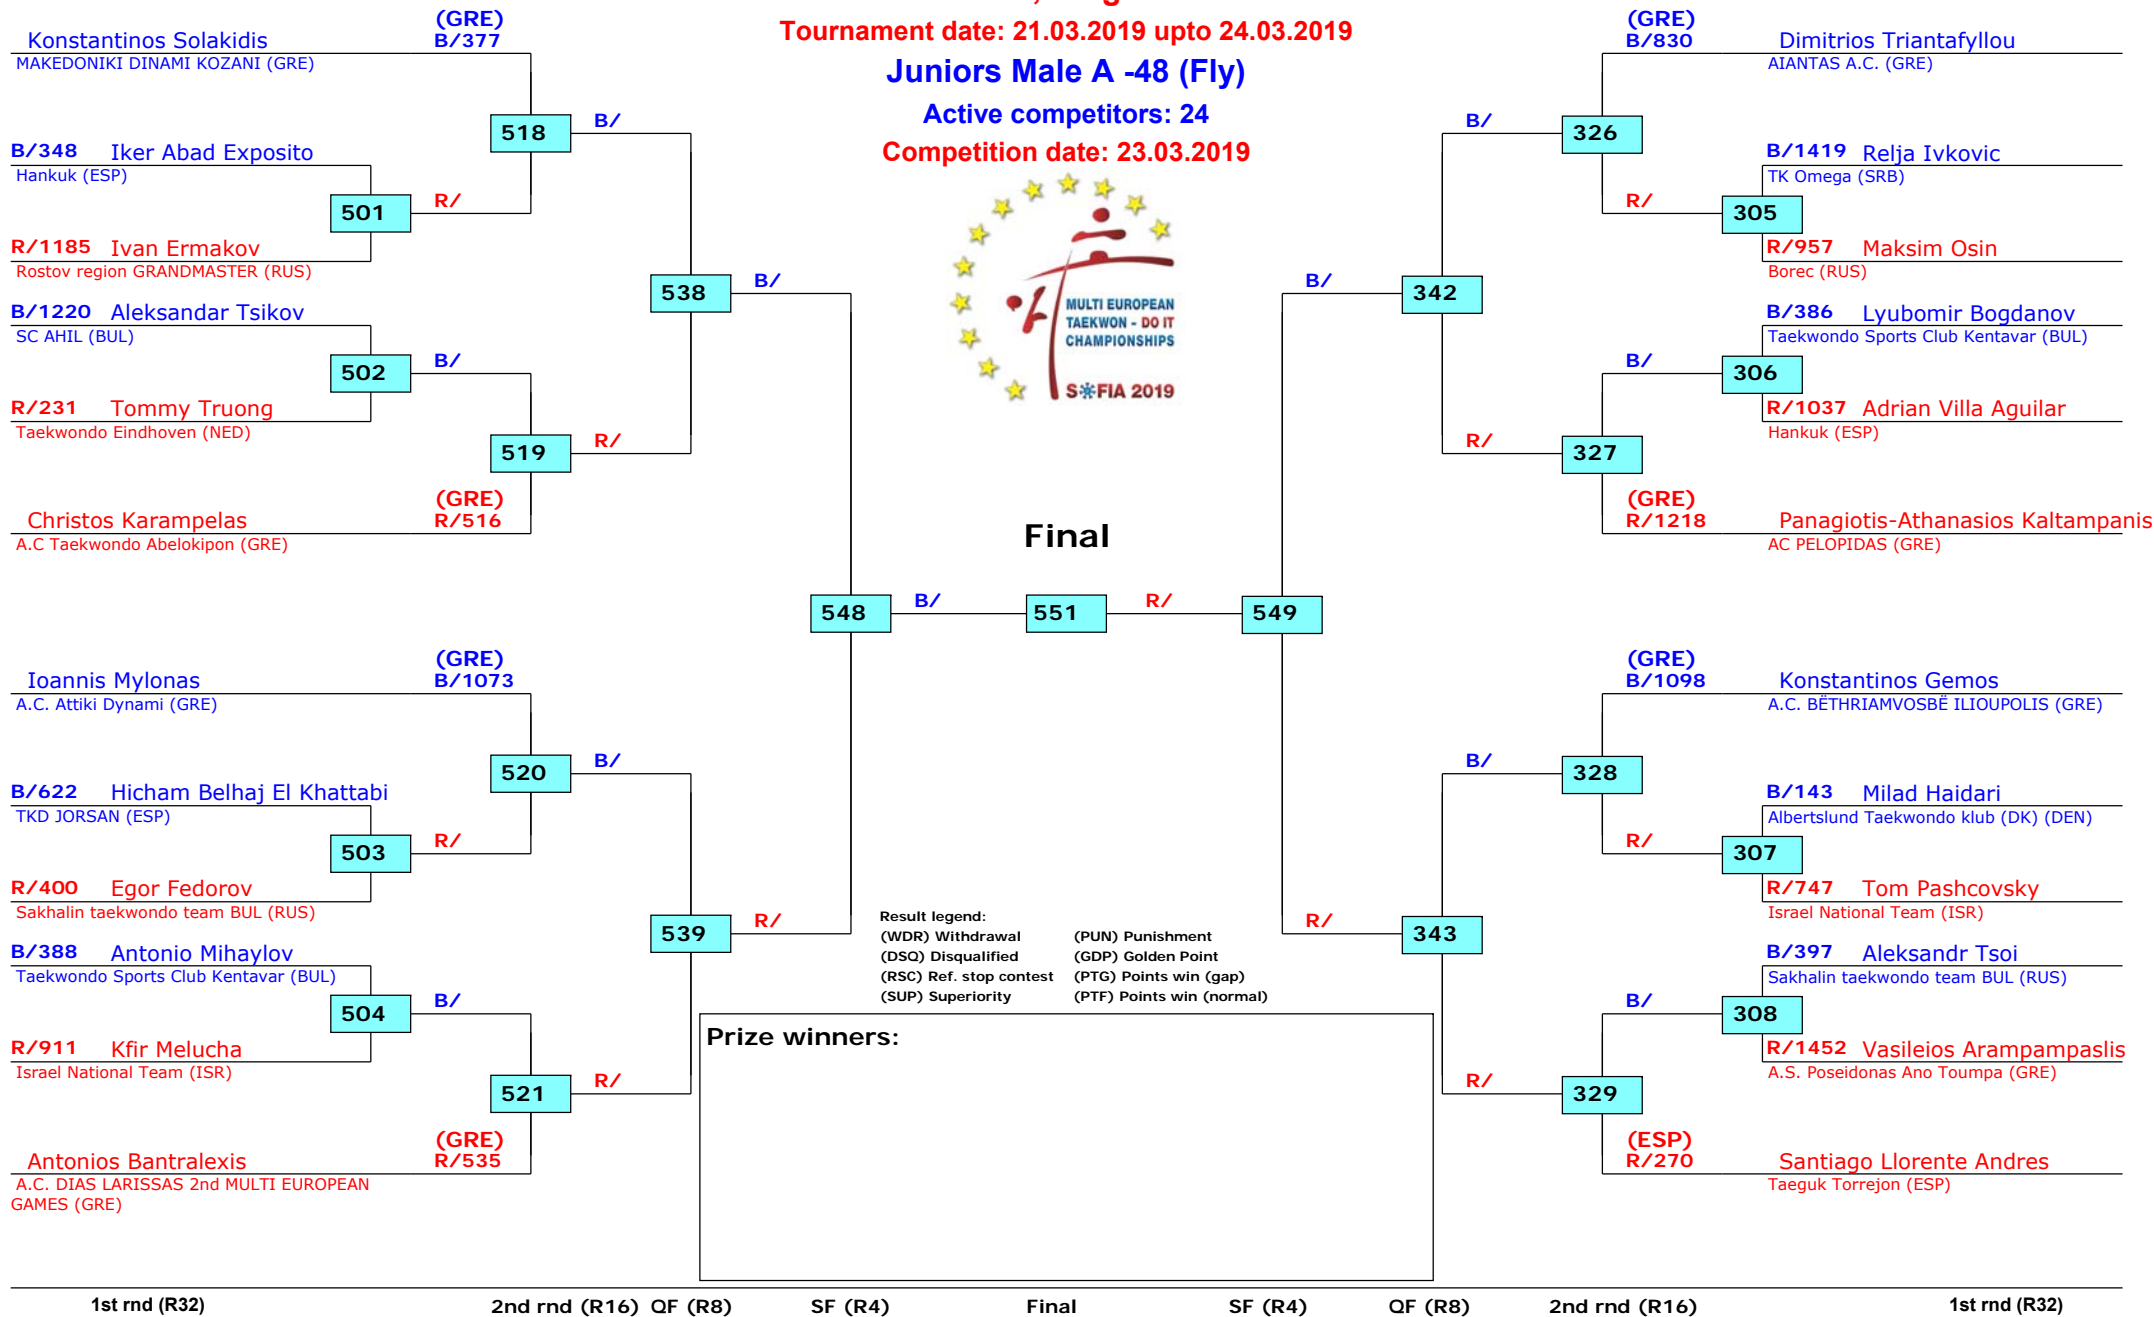 Tournament date: 21.03.2019 upto 24.03.2019
Juniors Male A -48 (Fly)
Active competitors: 24
Competition date: 23.03.2019
MULTI EUROPEAN
TAEKWON - DO IT
CHAMPIONSHIPS
S❄FIA 2019
(GRE)
Konstantinos Solakidis B/377
MAKEDONIKI DINAMI KOZANI (GRE)
518 B/
B/348 Iker Abad Exposito
Hankuk (ESP)
501 R/
R/1185 Ivan Ermakov
Rostov region GRANDMASTER (RUS)
538 B/
B/1220 Aleksandar Tsikov
SC AHIL (BUL)
502 B/
R/231 Tommy Truong
Taekwondo Eindhoven (NED)
519 R/
(GRE)
Christos Karampelas R/516
A.C Taekwondo Abelokipon (GRE)
Final
548 B/ 551 R/ 549
(GRE)
Ioannis Mylonas B/1073
A.C. Attiki Dynami (GRE)
520 B/
B/622 Hicham Belhaj El Khattabi
TKD JORSAN (ESP)
503 R/
R/400 Egor Fedorov
Sakhalin taekwondo team BUL (RUS)
539 R/
B/388 Antonio Mihaylov
Taekwondo Sports Club Kentavar (BUL)
504 B/
R/911 Kfir Melucha
Israel National Team (ISR)
521 R/
(GRE)
Antonios Bantralexis R/535
A.C. DIAS LARISSAS 2nd MULTI EUROPEAN
GAMES (GRE)
(GRE)
B/830 Dimitrios Triantafyllou
AIANTAS A.C. (GRE)
B/ 326
B/1419 Relja Ivkovic
TK Omega (SRB)
R/ 305
R/957 Maksim Osin
Borec (RUS)
B/ 342
B/386 Lyubomir Bogdanov
Taekwondo Sports Club Kentavar (BUL)
B/ 306
R/1037 Adrian Villa Aguilar
Hankuk (ESP)
R/ 327
(GRE)
R/1218 Panagiotis-Athanasios Kaltampanis
AC PELOPIDAS (GRE)
(GRE)
B/1098 Konstantinos Gemos
A.C. BËTHRIAMVOSBË ILIOUPOLIS (GRE)
B/ 328
B/143 Milad Haidari
Albertslund Taekwondo klub (DK) (DEN)
R/ 307
R/747 Tom Pashcovsky
Israel National Team (ISR)
R/ 343
B/397 Aleksandr Tsoi
Sakhalin taekwondo team BUL (RUS)
B/ 308
R/1452 Vasileios Arampampaslis
A.S. Poseidonas Ano Toumpa (GRE)
R/ 329
(ESP)
R/270 Santiago Llorente Andres
Taeguk Torrejon (ESP)
Result legend:
(WDR) Withdrawal (PUN) Punishment
(DSQ) Disqualified (GDP) Golden Point
(RSC) Ref. stop contest (PTG) Points win (gap)
(SUP) Superiority (PTF) Points win (normal)
Prize winners:
1st rnd (R32) 2nd rnd (R16) QF (R8) SF (R4) Final SF (R4) QF (R8) 2nd rnd (R16) 1st rnd (R32)